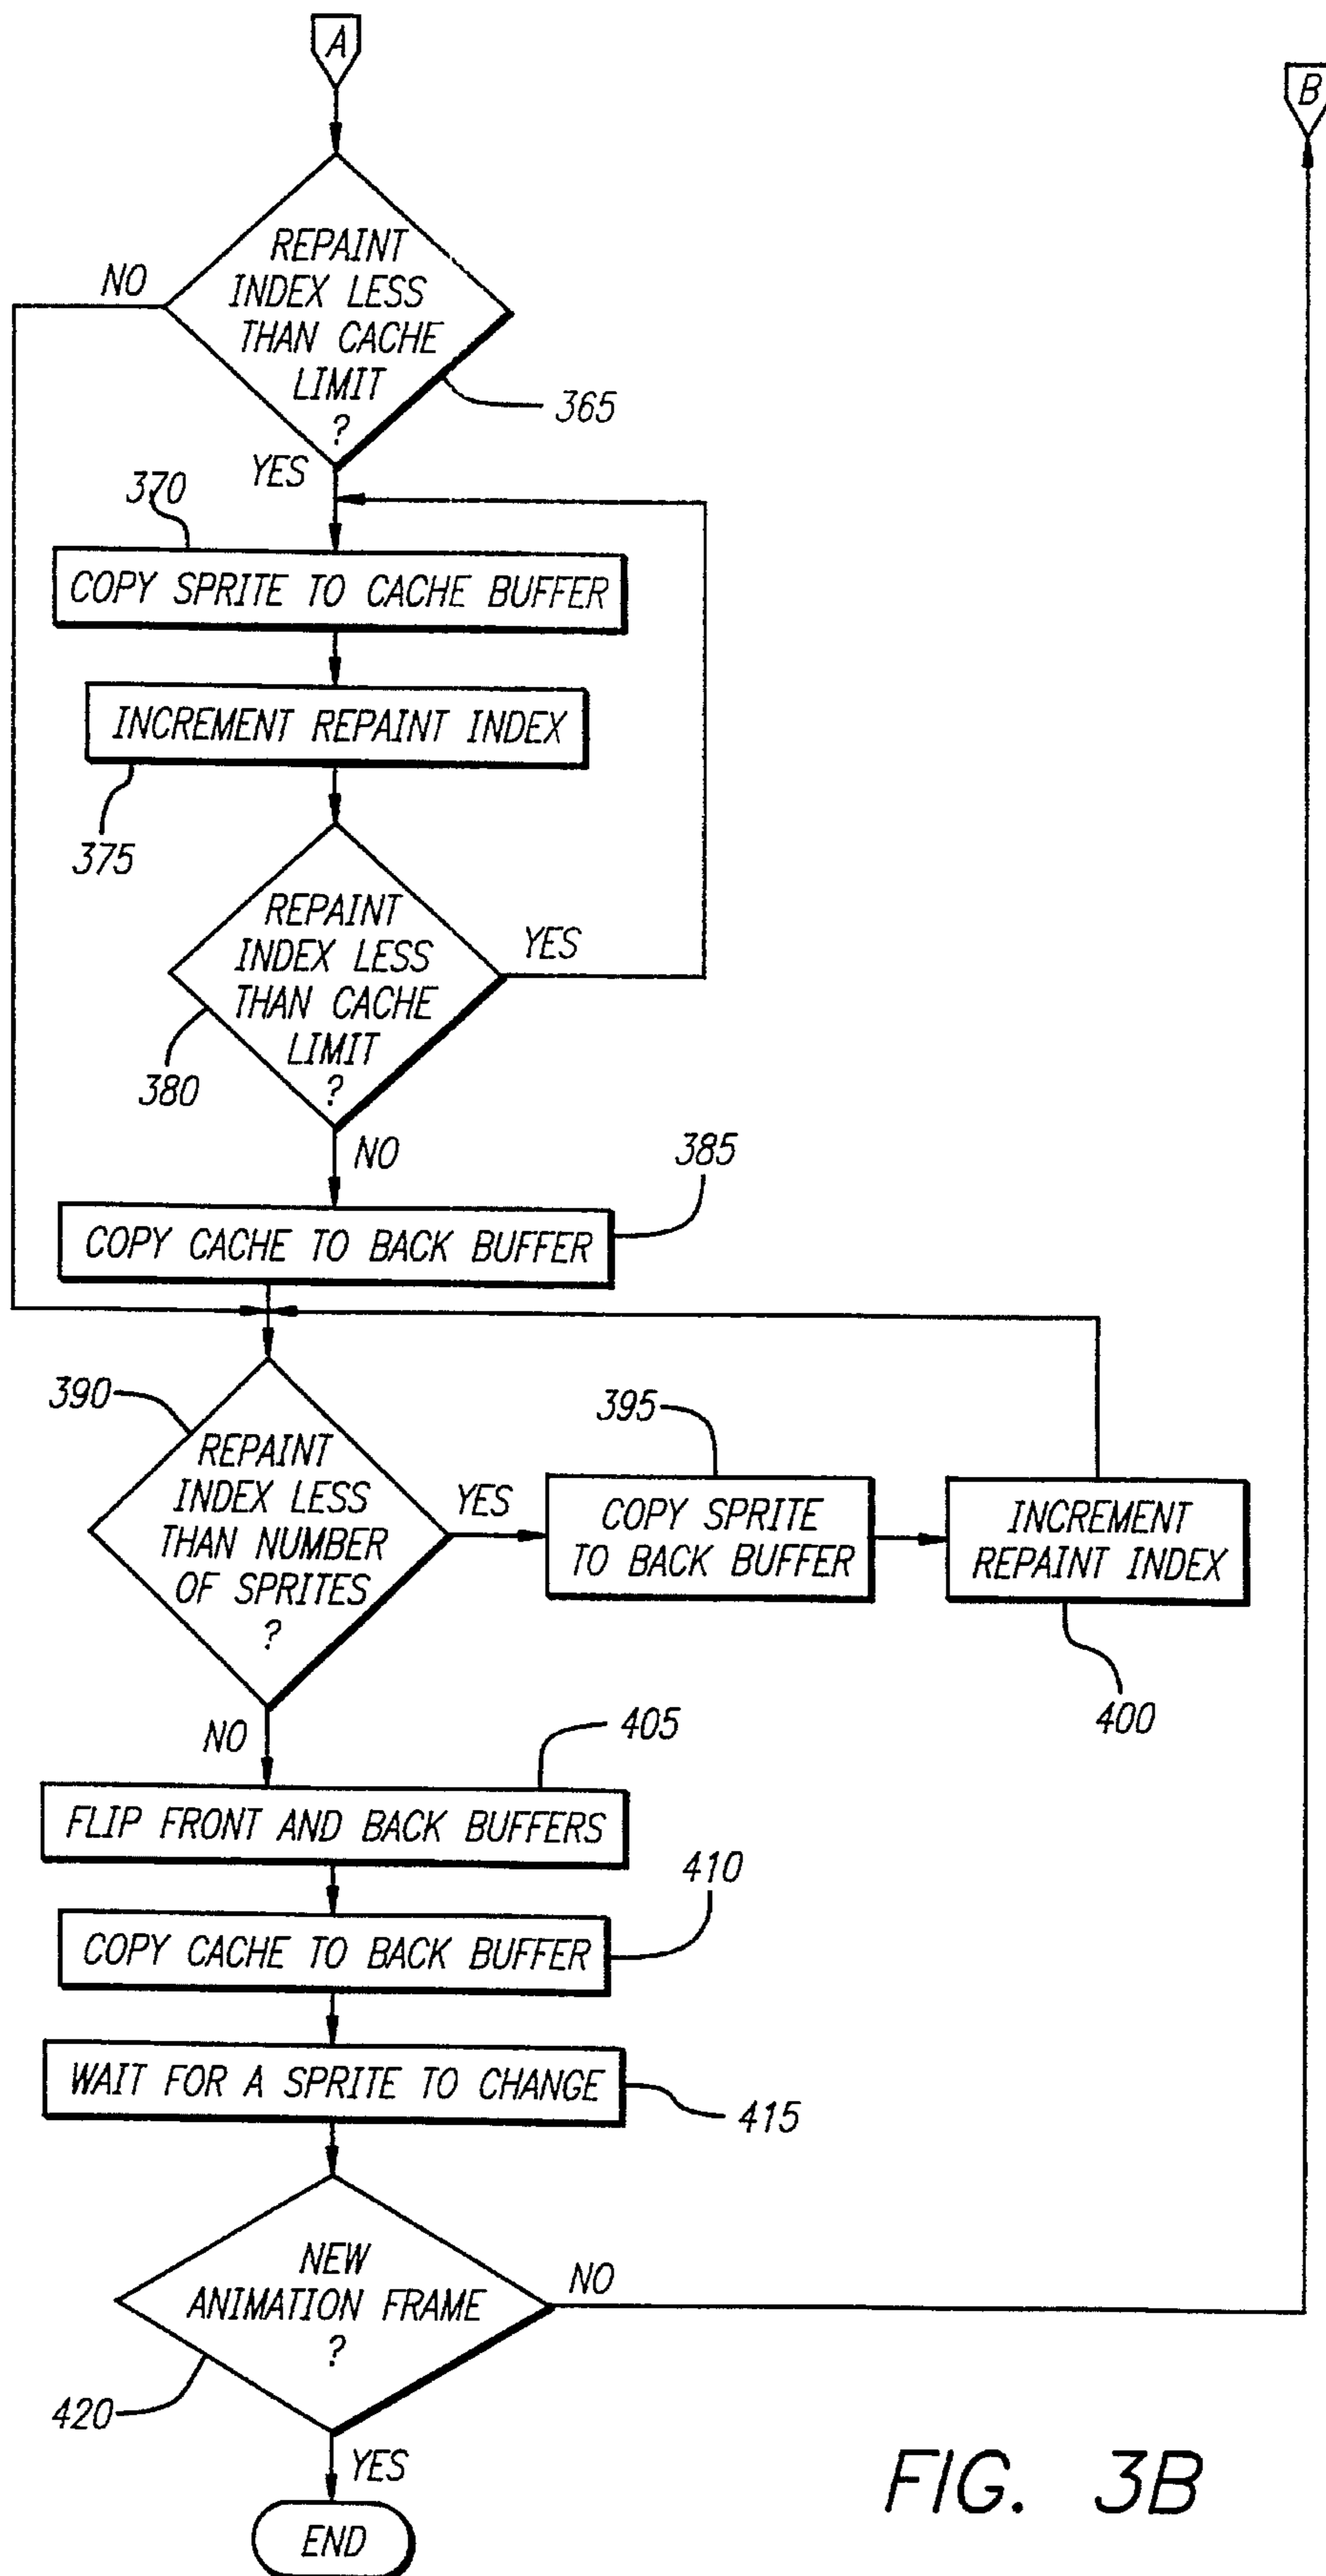 A
B
REPAINT
INDEX LESS
THAN CACHE
LIMIT
?
NO
365
YES
370
COPY SPRITE TO CACHE BUFFER
INCREMENT REPAINT INDEX
375
REPAINT
INDEX LESS
THAN CACHE
LIMIT
?
YES
380
NO
385
COPY CACHE TO BACK BUFFER
390
REPAINT
INDEX LESS
THAN NUMBER
OF SPRITES
?
YES
395
COPY SPRITE
TO BACK BUFFER
INCREMENT
REPAINT INDEX
400
NO
405
FLIP FRONT AND BACK BUFFERS
410
COPY CACHE TO BACK BUFFER
WAIT FOR A SPRITE TO CHANGE
415
NEW
ANIMATION FRAME
?
NO
420
YES
END
FIG. 3B